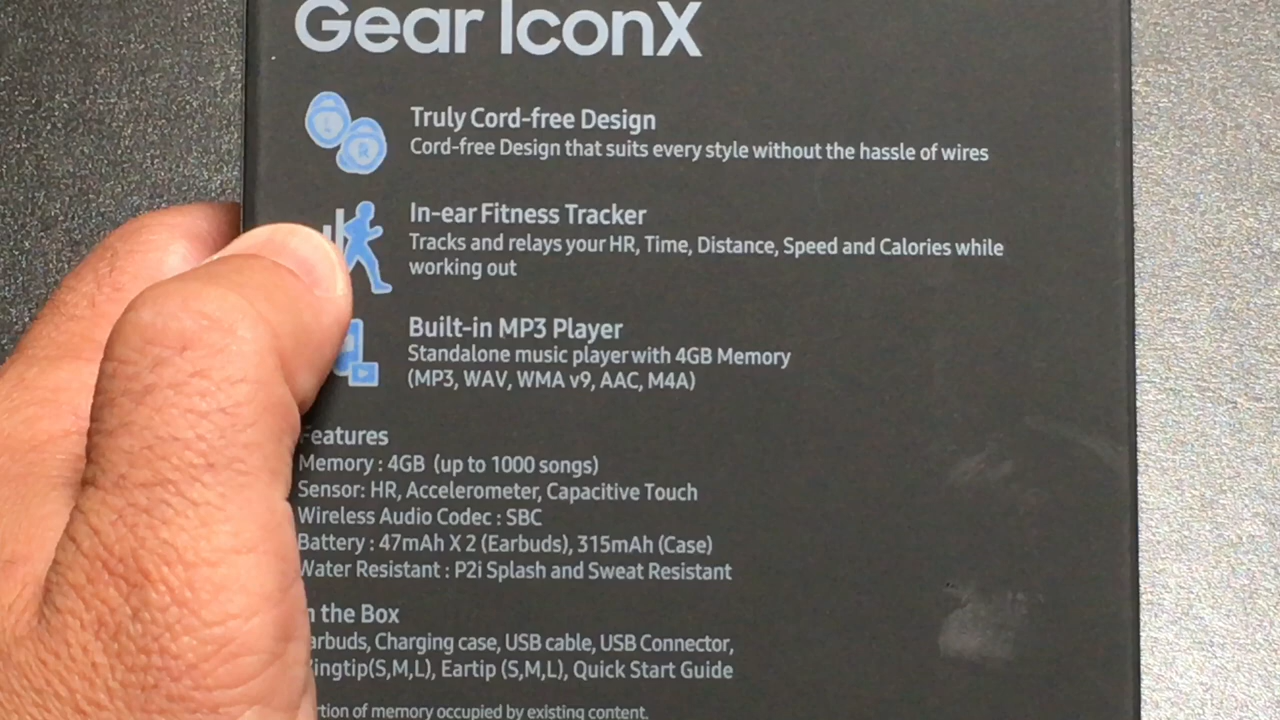 Gear IconX
Truly Cord-free Design
Cord-free Design that suits every style without the hassle of wires
In-ear Fitness Tracker
Tracks and relays your HR, Time, Distance, Speed and Calories while
working out
Built-in MP3 Player
Standalone music player with 4GB Memory
(MP3, WAV, WMA v9, AAC, M4A)
Features
Memory : 4GB (up to 1000 songs)
Sensor: HR, Accelerometer, Capacitive Touch
Wireless Audio Codec : SBC
Battery : 47mAh X 2 (Earbuds), 315mAh (Case)
Water Resistant : P2i Splash and Sweat Resistant
the Box
Charging case, USB cable, USB Connector,
(S,M,L), Eartip (S,M,L), Quick Start Guide
of memory occupied by existing content.